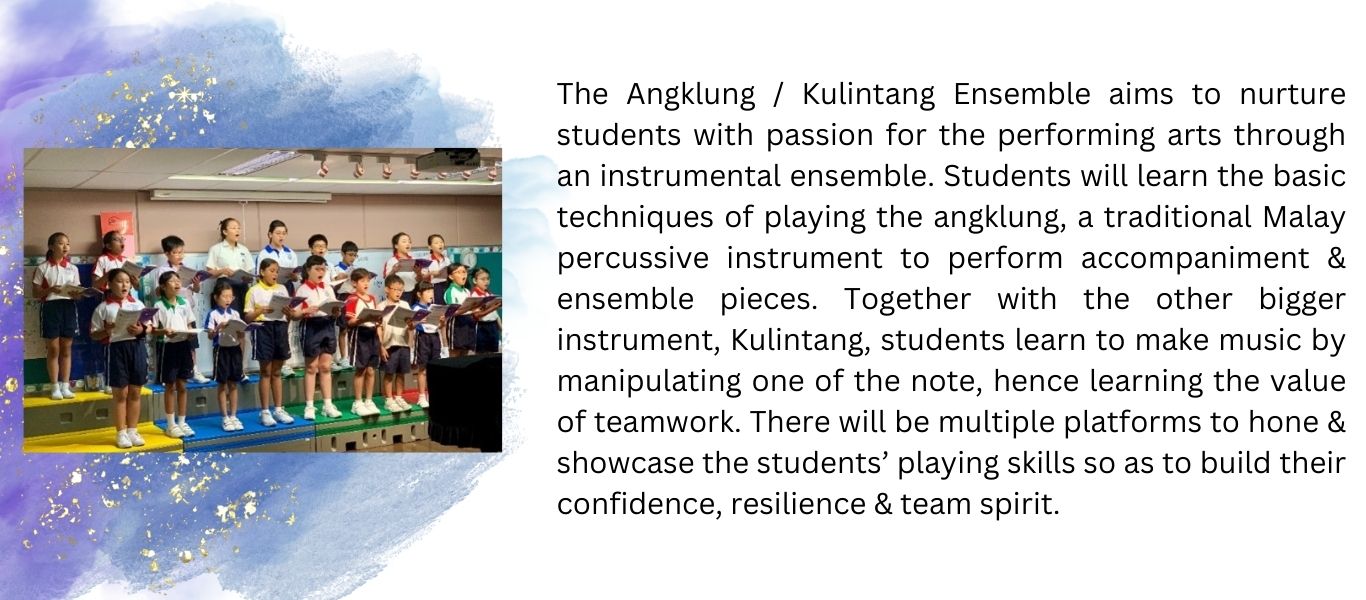 The Angklung / Kulintang Ensemble aims to nurture
students with passion for the performing arts through
an instrumental ensemble. Students will learn the basic
techniques of playing the angklung, a traditional Malay
percussive instrument to perform accompaniment &
ensemble pieces. Together with the other bigger
instrument, Kulintang, students learn to make music by
manipulating one of the note, hence learning the value
of teamwork. There will be multiple platforms to hone &
showcase the students’ playing skills so as to build their
confidence, resilience & team spirit.